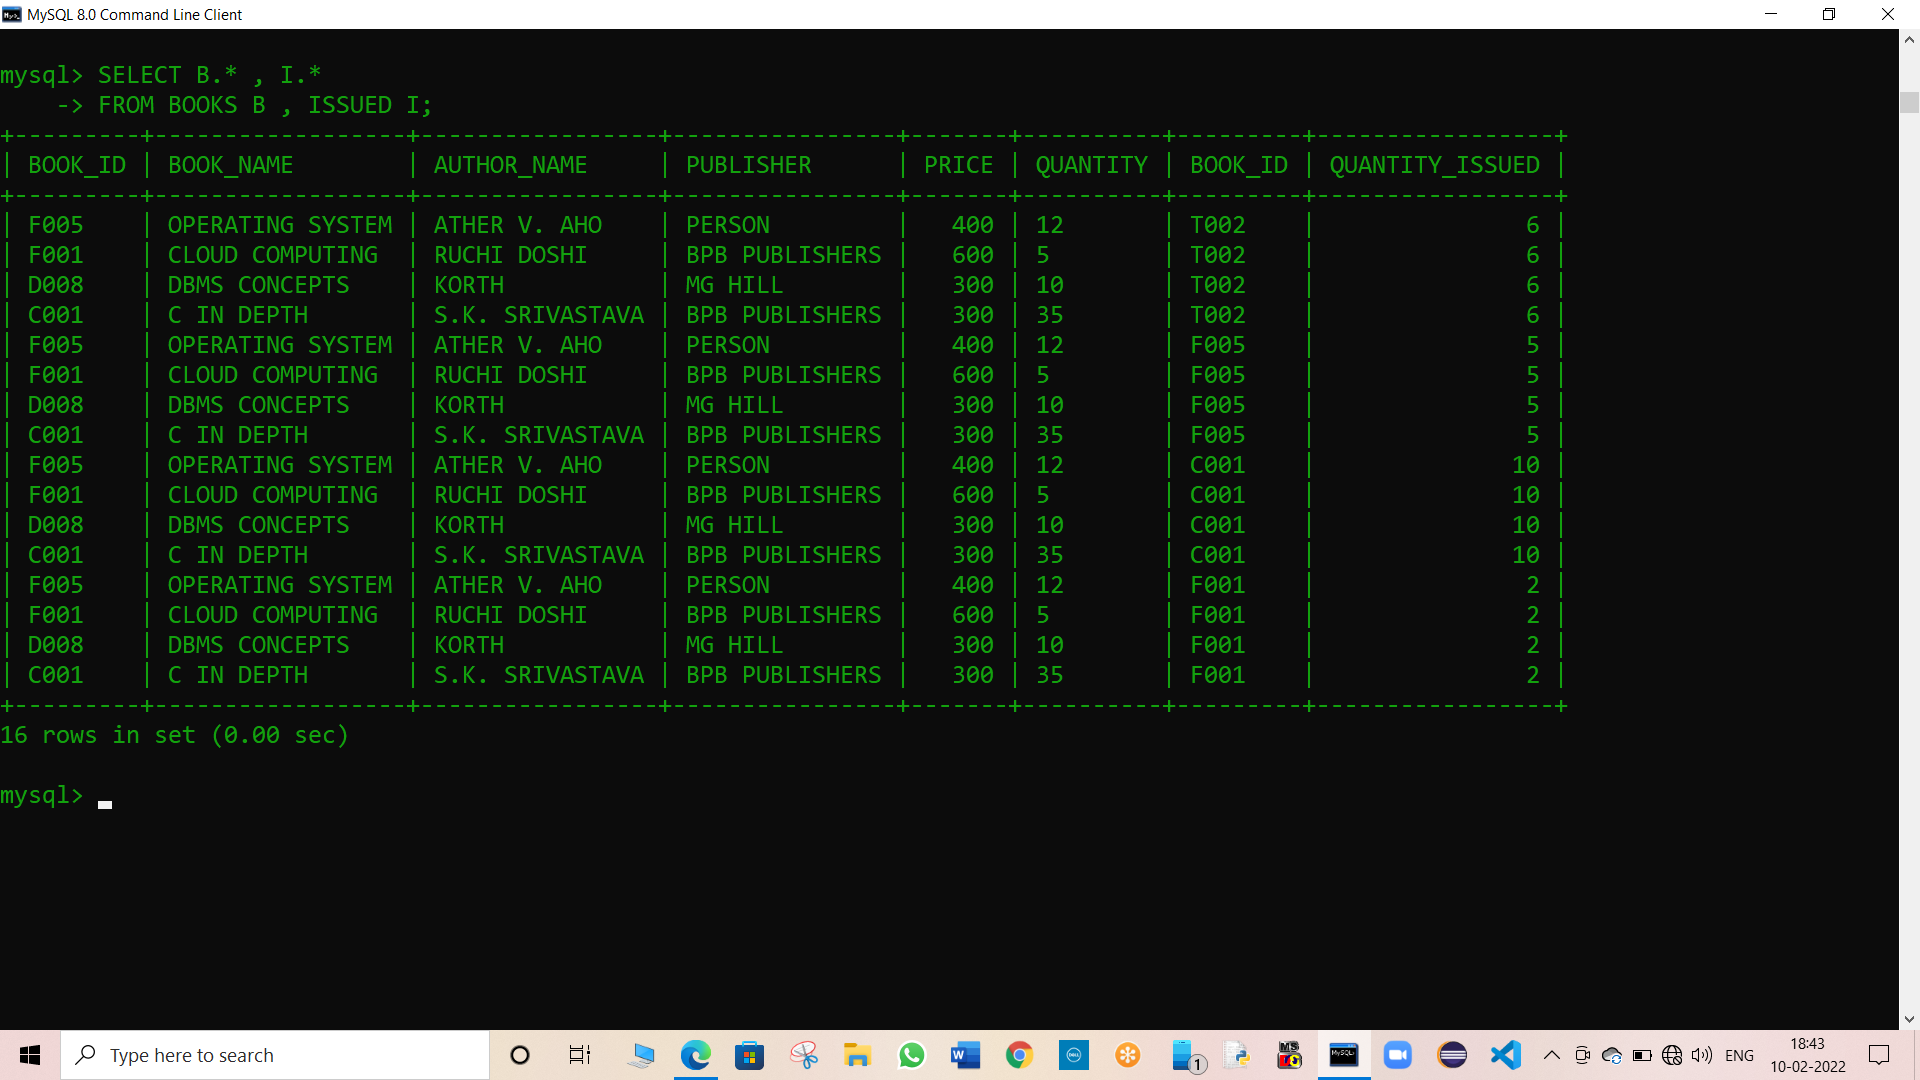 MySQL 8.0 Command Line Client
mysql> SELECT B.* , I.*
    -> FROM BOOKS B , ISSUED I;
+---------+------------------+-----------------+----------------+-------+----------+---------+-----------------+
| BOOK_ID | BOOK_NAME        | AUTHOR_NAME     | PUBLISHER      | PRICE | QUANTITY | BOOK_ID | QUANTITY_ISSUED |
+---------+------------------+-----------------+----------------+-------+----------+---------+-----------------+
| F005    | OPERATING SYSTEM | ATHER V. AHO    | PERSON         |   400 | 12       | T002    |               6 |
| F001    | CLOUD COMPUTING  | RUCHI DOSHI     | BPB PUBLISHERS |   600 | 5        | T002    |               6 |
| D008    | DBMS CONCEPTS    | KORTH           | MG HILL        |   300 | 10       | T002    |               6 |
| C001    | C IN DEPTH       | S.K. SRIVASTAVA | BPB PUBLISHERS |   300 | 35       | T002    |               6 |
| F005    | OPERATING SYSTEM | ATHER V. AHO    | PERSON         |   400 | 12       | F005    |               5 |
| F001    | CLOUD COMPUTING  | RUCHI DOSHI     | BPB PUBLISHERS |   600 | 5        | F005    |               5 |
| D008    | DBMS CONCEPTS    | KORTH           | MG HILL        |   300 | 10       | F005    |               5 |
| C001    | C IN DEPTH       | S.K. SRIVASTAVA | BPB PUBLISHERS |   300 | 35       | F005    |               5 |
| F005    | OPERATING SYSTEM | ATHER V. AHO    | PERSON         |   400 | 12       | C001    |              10 |
| F001    | CLOUD COMPUTING  | RUCHI DOSHI     | BPB PUBLISHERS |   600 | 5        | C001    |              10 |
| D008    | DBMS CONCEPTS    | KORTH           | MG HILL        |   300 | 10       | C001    |              10 |
| C001    | C IN DEPTH       | S.K. SRIVASTAVA | BPB PUBLISHERS |   300 | 35       | C001    |              10 |
| F005    | OPERATING SYSTEM | ATHER V. AHO    | PERSON         |   400 | 12       | F001    |               2 |
| F001    | CLOUD COMPUTING  | RUCHI DOSHI     | BPB PUBLISHERS |   600 | 5        | F001    |               2 |
| D008    | DBMS CONCEPTS    | KORTH           | MG HILL        |   300 | 10       | F001    |               2 |
| C001    | C IN DEPTH       | S.K. SRIVASTAVA | BPB PUBLISHERS |   300 | 35       | F001    |               2 |
+---------+------------------+-----------------+----------------+-------+----------+---------+-----------------+
16 rows in set (0.00 sec)
mysql>
Type here to search
1
ENG
18:43
10-02-2022